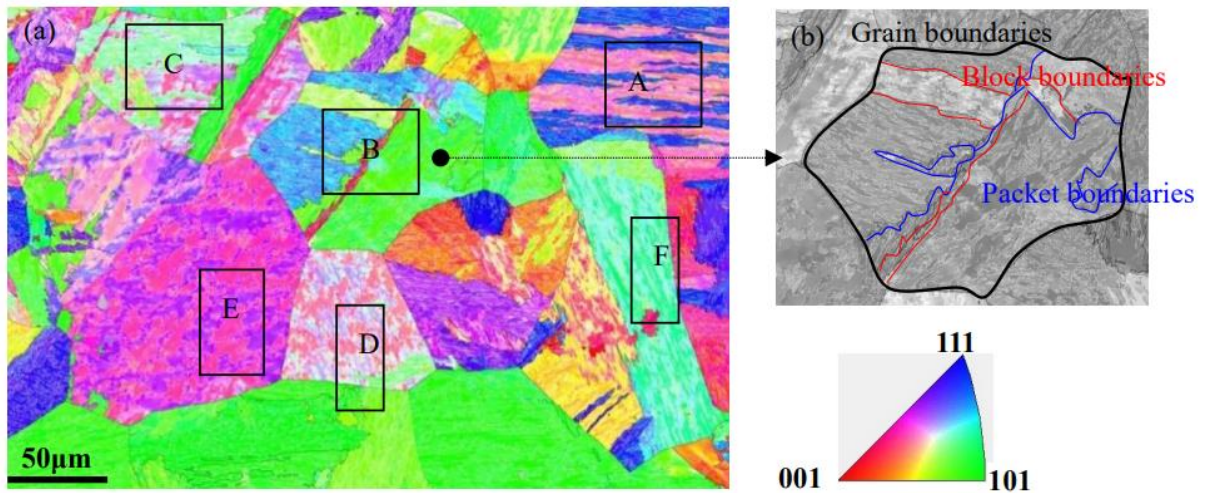 (a)
C
A
B
E
D
F
50µm
(b)
Grain boundaries
Block boundaries
Packet boundaries
111
001
101